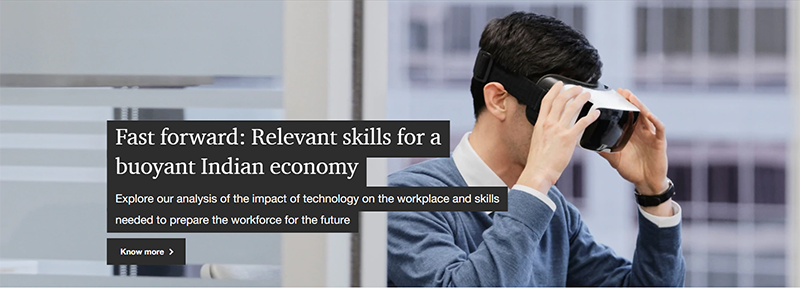 Fast forward: Relevant skills for a
buoyant Indian economy
Explore our analysis of the impact of technology on the workplace and skills
needed to prepare the workforce for the future
Know more >